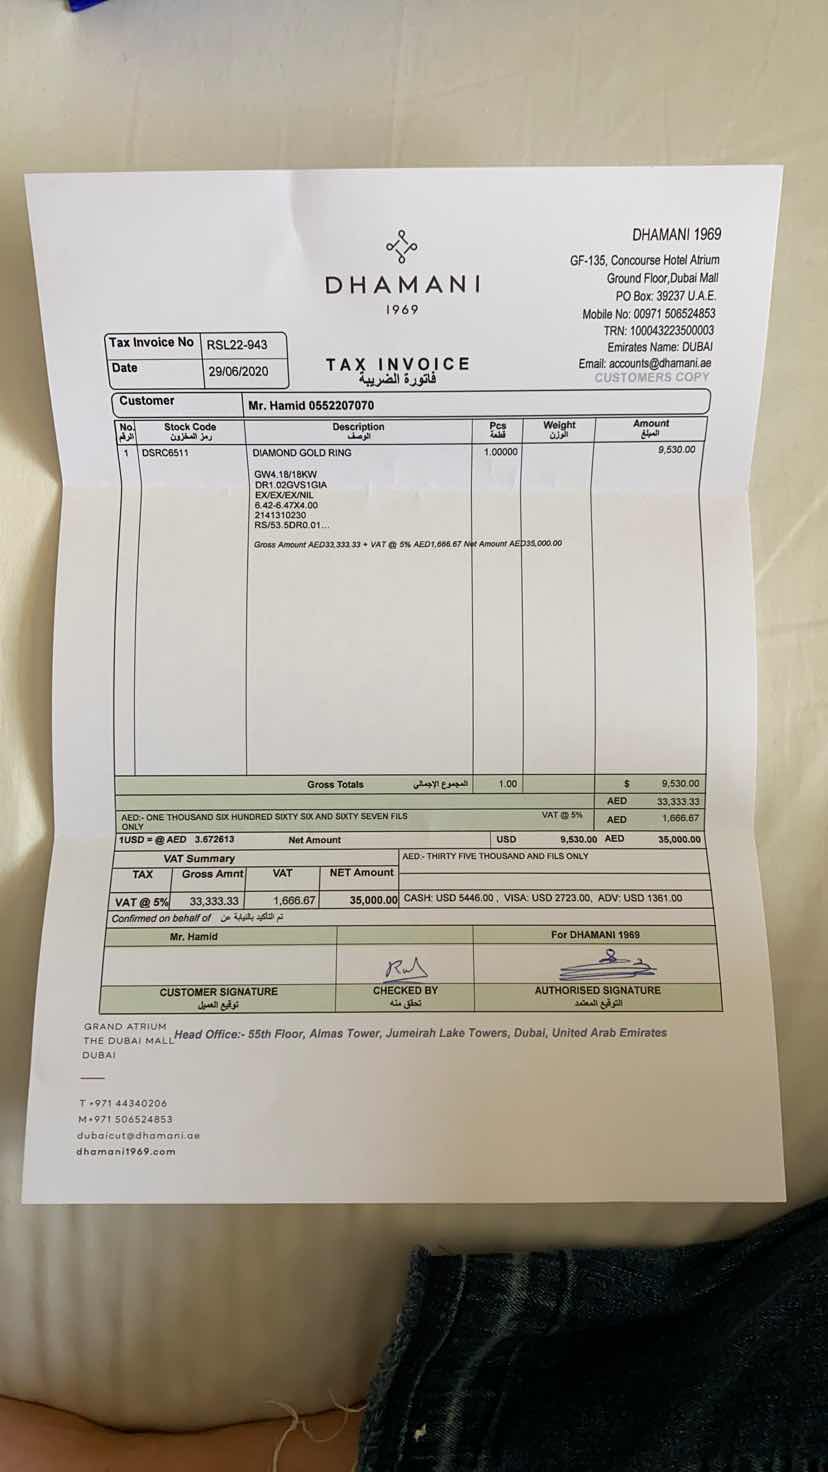 DHAMANI
1969
DHAMANI 1969
GF-135, Concourse Hotel Atrium
Ground Floor,Dubai Mall
PO Box: 39237 U.A.E.
Mobile No: 00971 506524853
TRN: 100043223500003
Emirates Name: DUBAI
Email: accounts@dhamani.ae
CUSTOMERS COPY
Tax Invoice No RSL22-943
Date 29/06/2020
TAX INVOICE
فاتورة الضريبة
Customer Mr. Hamid 0552207070
No. Stock Code Description Pcs Weight Amount
الرقم رمز المخزون الوصف قطعة الوزن المبلغ
1 DSRC6511 DIAMOND GOLD RING 1.00000 9,530.00
GW4.18/18KW
DR1.02GVS1GIA
EX/EX/EX/NIL
6.42-6.47X4.00
2141310230
RS/53.5DR0.01...
Gross Amount AED33,333.33 + VAT @ 5% AED1,666.67 Net Amount AED35,000.00
Gross Totals المجموع الإجمالي 1.00 $ 9,530.00
AED 33,333.33
AED:- ONE THOUSAND SIX HUNDRED SIXTY SIX AND SIXTY SEVEN FILS ONLY VAT @ 5% AED 1,666.67
1USD = @ AED 3.672613 Net Amount USD 9,530.00 AED 35,000.00
VAT Summary AED:- THIRTY FIVE THOUSAND AND FILS ONLY
TAX Gross Amnt VAT NET Amount
VAT @ 5% 33,333.33 1,666.67 35,000.00 CASH: USD 5446.00 , VISA: USD 2723.00, ADV: USD 1361.00
Confirmed on behalf of تم التأكيد بالنيابة عن
Mr. Hamid For DHAMANI 1969
CUSTOMER SIGNATURE CHECKED BY AUTHORISED SIGNATURE
توقيع العميل تحقق منه التوقيع المعتمد
GRAND ATRIUM
THE DUBAI MALL
DUBAI
Head Office:- 55th Floor, Almas Tower, Jumeirah Lake Towers, Dubai, United Arab Emirates
T +971 44340206
M+971 506524853
dubaicut@dhamani.ae
dhamani1969.com